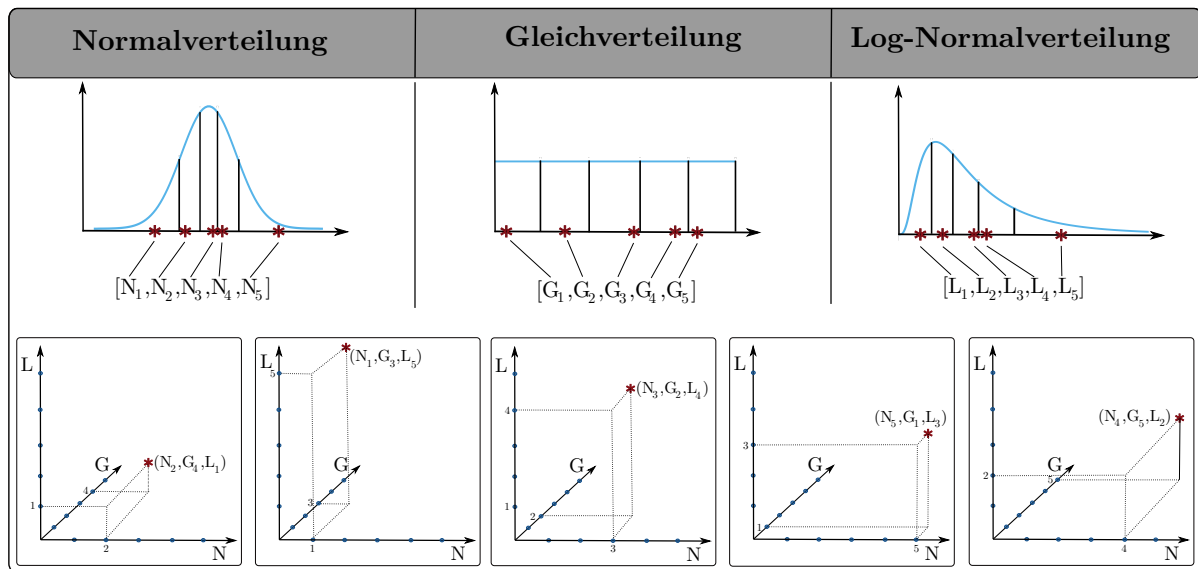 Normalverteilung
Gleichverteilung
Log-Normalverteilung
[N1,N2,N3,N4,N5]
[G1,G2,G3,G4,G5]
[L1,L2,L3,L4,L5]
L
G
(N2,G4,L1)
4
1
2
N
L
5
(N1,G3,L5)
G
3
1
N
L
4
(N3,G2,L4)
G
2
3
N
L
(N5,G1,L3)
3
G
1
5
N
L
(N4,G5,L2)
G
2
5
4
N